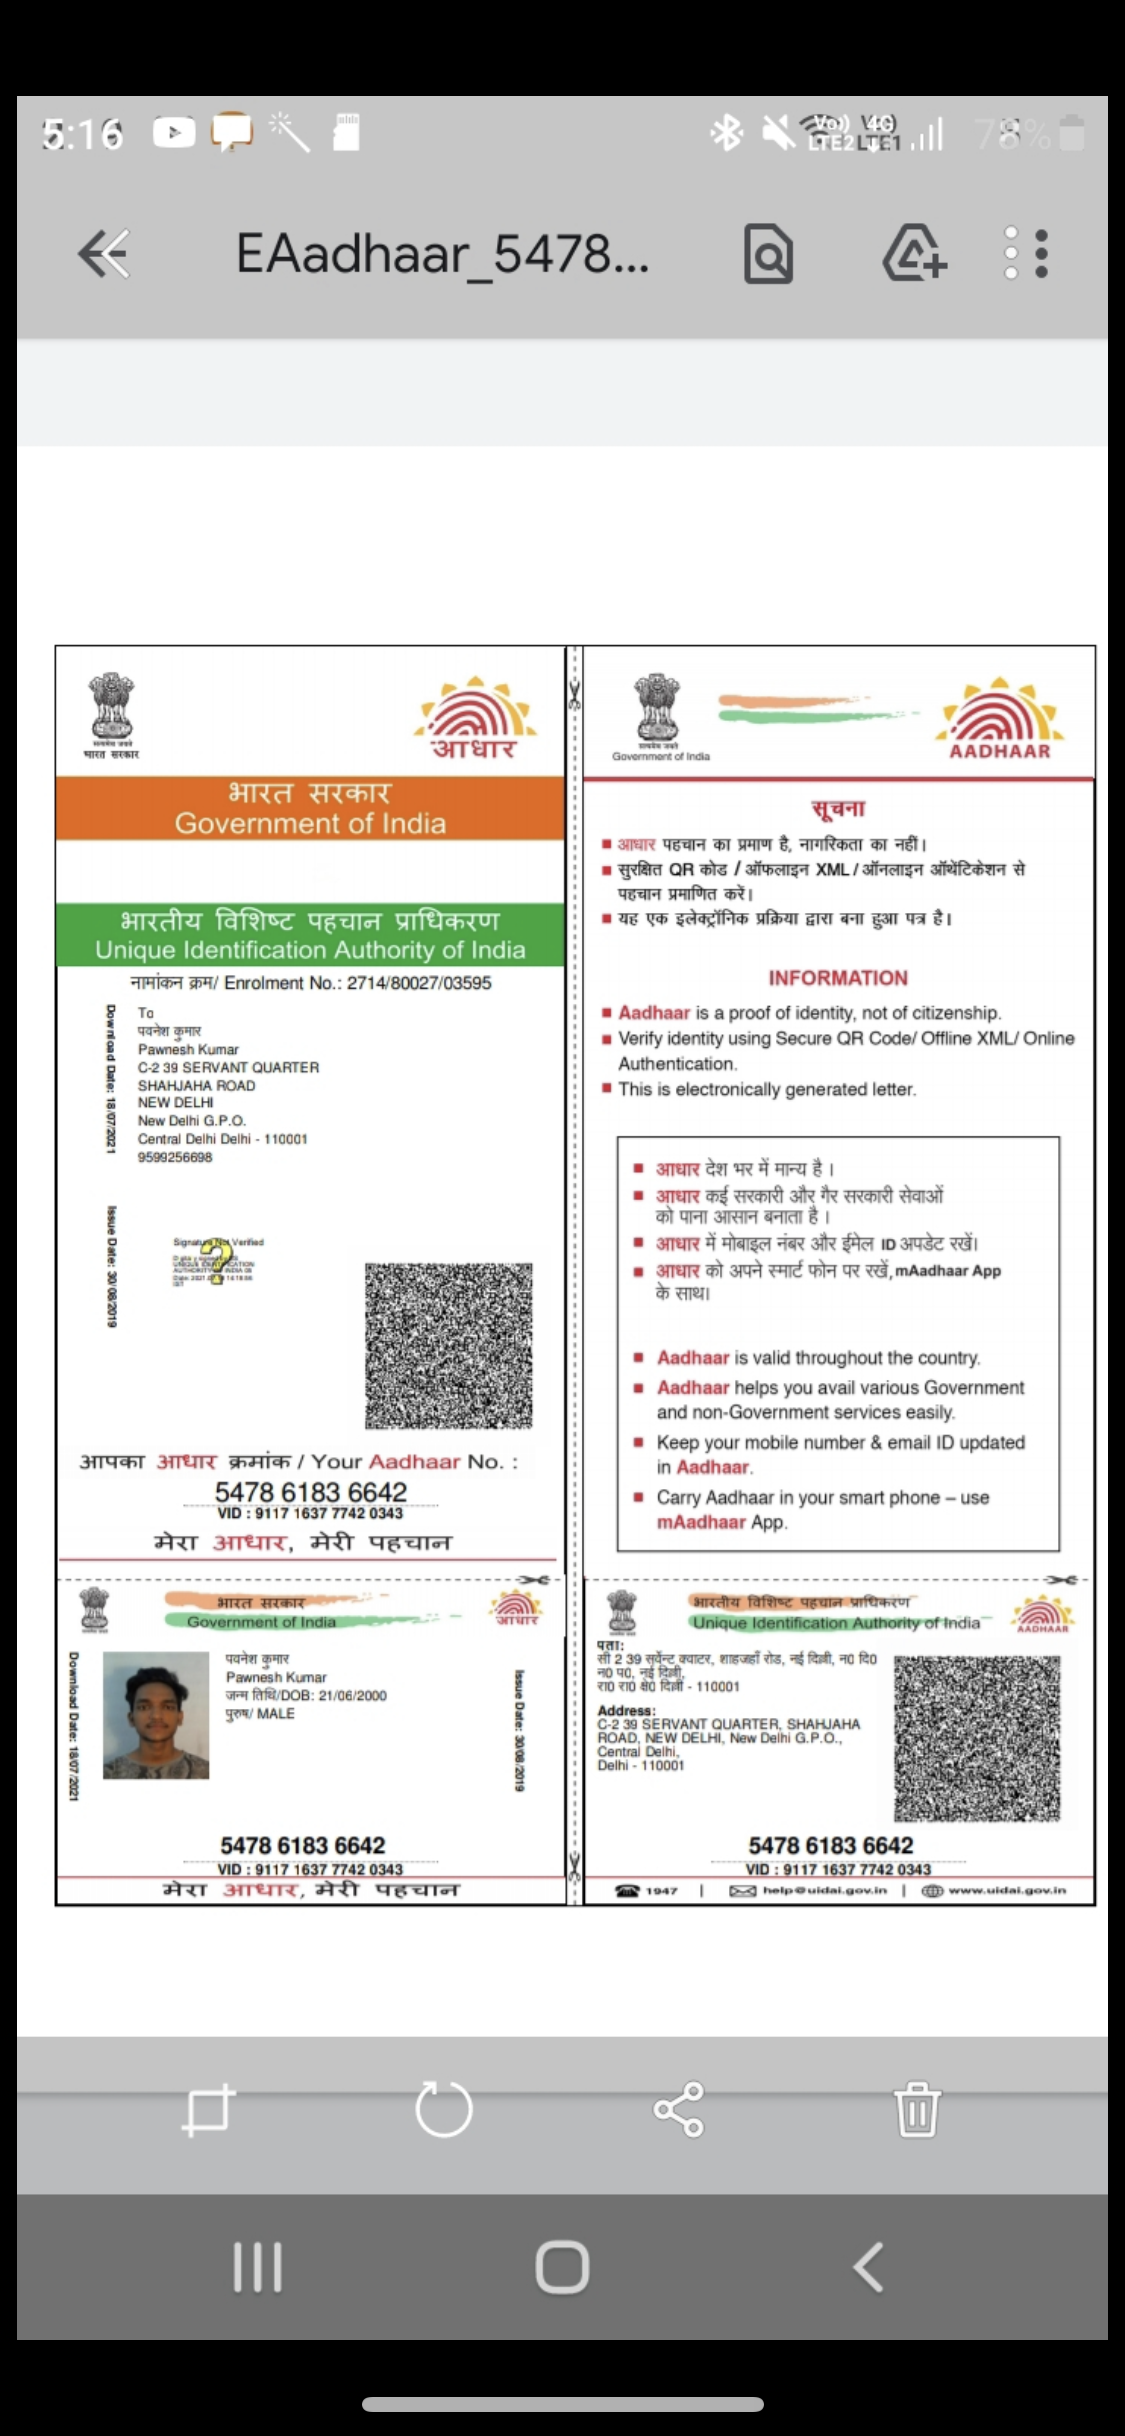 5:16
Vo)) LTE2
4G
Vo)) LTE1
78%
EAadhaar_5478...
सत्यमेव जयते
भारत सरकार
आधार
भारत सरकार
Government of India
भारतीय विशिष्ट पहचान प्राधिकरण
Unique Identification Authority of India
नामांकन क्रम/ Enrolment No.: 2714/80027/03595
Download Date: 18/07/2021
To
पवनेश कुमार
Pawnesh Kumar
C-2 39 SERVANT QUARTER
SHAHJAHA ROAD
NEW DELHI
New Delhi G.P.O.
Central Delhi Delhi - 110001
9599256698
Issue Date: 30/08/2019
Signature Not Verified
आपका आधार क्रमांक / Your Aadhaar No. :
5478 6183 6642
VID : 9117 1637 7742 0343
मेरा आधार, मेरी पहचान
सत्यमेव जयते
Government of India
AADHAAR
सूचना
आधार पहचान का प्रमाण है, नागरिकता का नहीं।
सुरक्षित QR कोड / ऑफलाइन XML / ऑनलाइन ऑथेंटिकेशन से
पहचान प्रमाणित करें।
यह एक इलेक्ट्रॉनिक प्रक्रिया द्वारा बना हुआ पत्र है।
INFORMATION
Aadhaar is a proof of identity, not of citizenship.
Verify identity using Secure QR Code/ Offline XML/ Online
Authentication.
This is electronically generated letter.
आधार देश भर में मान्य है ।
आधार कई सरकारी और गैर सरकारी सेवाओं
को पाना आसान बनाता है ।
आधार में मोबाइल नंबर और ईमेल ID अपडेट रखें।
आधार को अपने स्मार्ट फोन पर रखें, mAadhaar App
के साथ।
Aadhaar is valid throughout the country.
Aadhaar helps you avail various Government
and non-Government services easily.
Keep your mobile number & email ID updated
in Aadhaar.
Carry Aadhaar in your smart phone – use
mAadhaar App.
भारत सरकार
Government of India
आधार
Download Date: 18/07/2021
पवनेश कुमार
Pawnesh Kumar
जन्म तिथि/DOB: 21/06/2000
पुरुष/ MALE
Issue Date: 30/08/2019
5478 6183 6642
VID : 9117 1637 7742 0343
मेरा आधार, मेरी पहचान
भारतीय विशिष्ट पहचान प्राधिकरण
Unique Identification Authority of India
AADHAAR
पता:
सी 2 39 सर्वेन्ट क्वाटर, शाहजहाँ रोड, नई दिल्ली, न0 दि0
न0 प0, नई दिल्ली,
रा0 रा0 क्षे0 दिल्ली - 110001
Address:
C-2 39 SERVANT QUARTER, SHAHJAHA
ROAD, NEW DELHI, New Delhi G.P.O.,
Central Delhi,
Delhi - 110001
5478 6183 6642
VID : 9117 1637 7742 0343
1947 | help@uidai.gov.in | www.uidai.gov.in